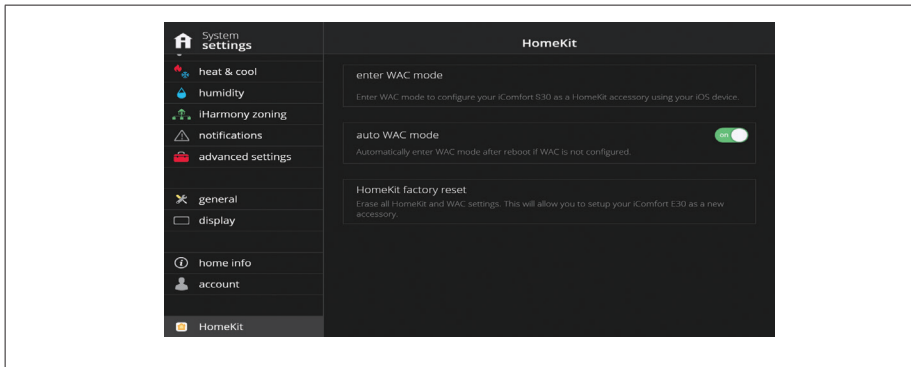 System
settings
HomeKit
heat & cool
humidity
iHarmony zoning
notifications
advanced settings
general
display
home info
account
HomeKit
enter WAC mode
Enter WAC mode to configure your iComfort S30 as a HomeKit accessory using your iOS device.
auto WAC mode
on
Automatically enter WAC mode after reboot if WAC is not configured.
HomeKit factory reset
Erase all HomeKit and WAC settings. This will allow you to setup your iComfort E30 as a new
accessory.